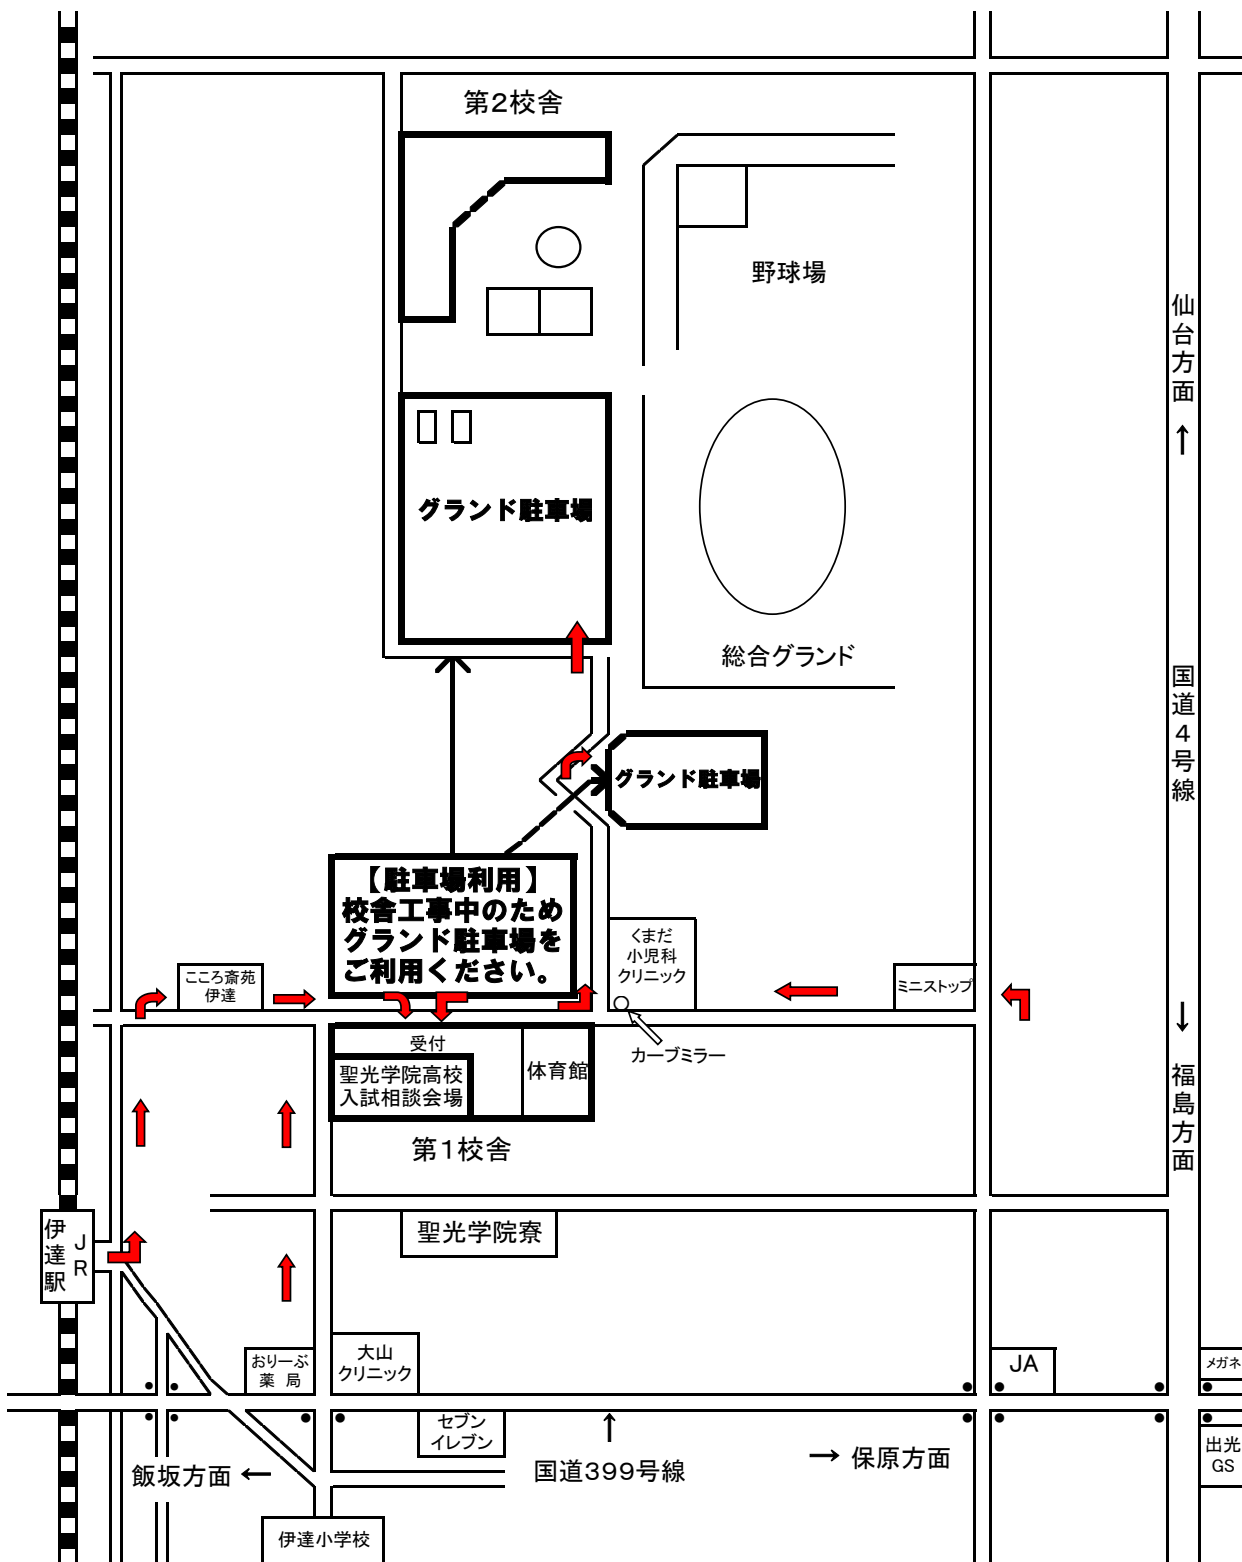 第2校舎
野球場
仙台方面
↑
グランド駐車場
総合グランド
国道4号線
グランド駐車場
【駐車場利用】
校舎工事中のため
グランド駐車場を
ご利用ください。
くまだ
小児科
クリニック
こころ斎苑
伊達
ミニストップ
↓
福島方面
カーブミラー
受付
聖光学院高校
入試相談会場
体育館
第1校舎
聖光学院寮
JR
伊達駅
おりーぶ
薬 局
大山
クリニック
JA
メガネ
セブン
イレブン
↑
国道399号線
→ 保原方面
飯坂方面 ←
出光
GS
伊達小学校